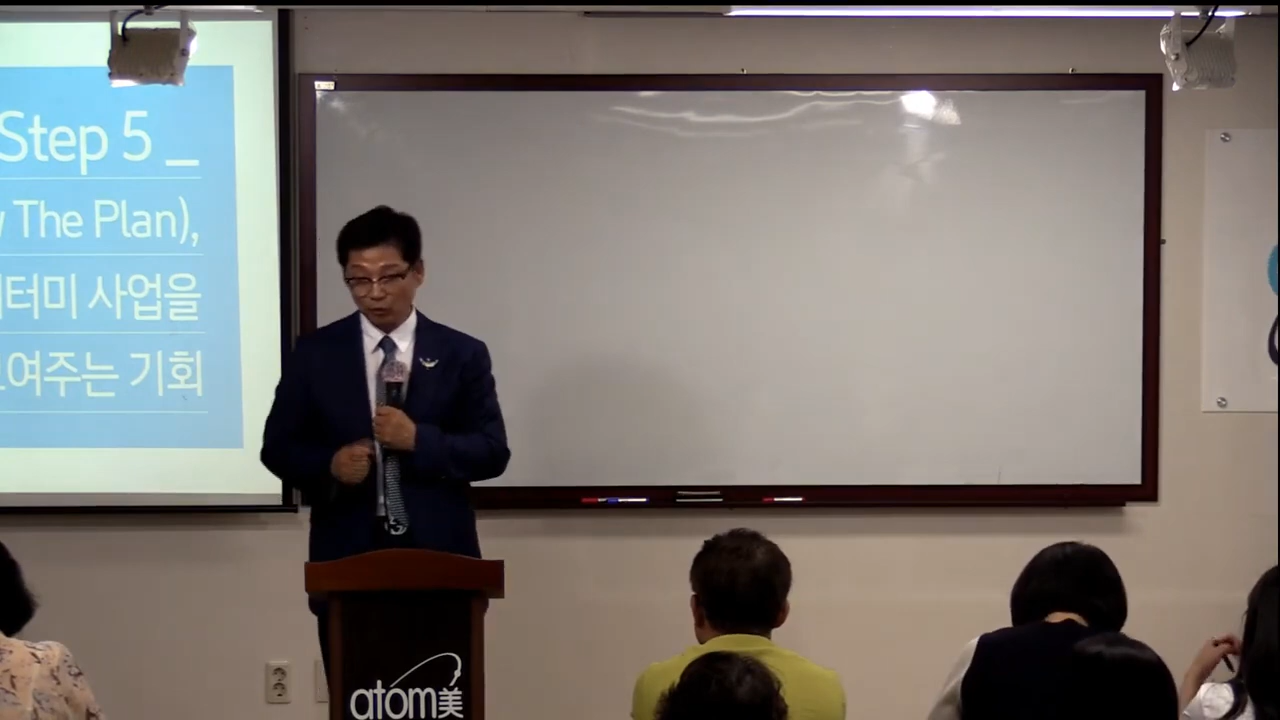 Step 5 _
The Plan),
터미 사업을
여주는 기회
atom美